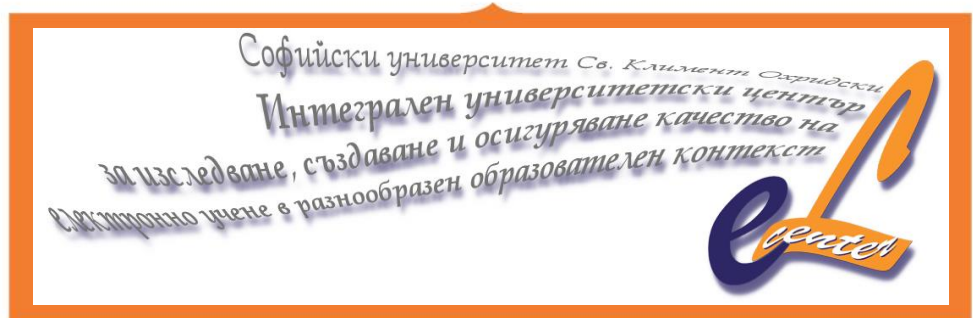 Софийски университет Св. Климент Охридски
Интегрален университетски център
за изследване, създаване и осигуряване качество на
електронно учене в разнообразен образователен контекст
eL
center